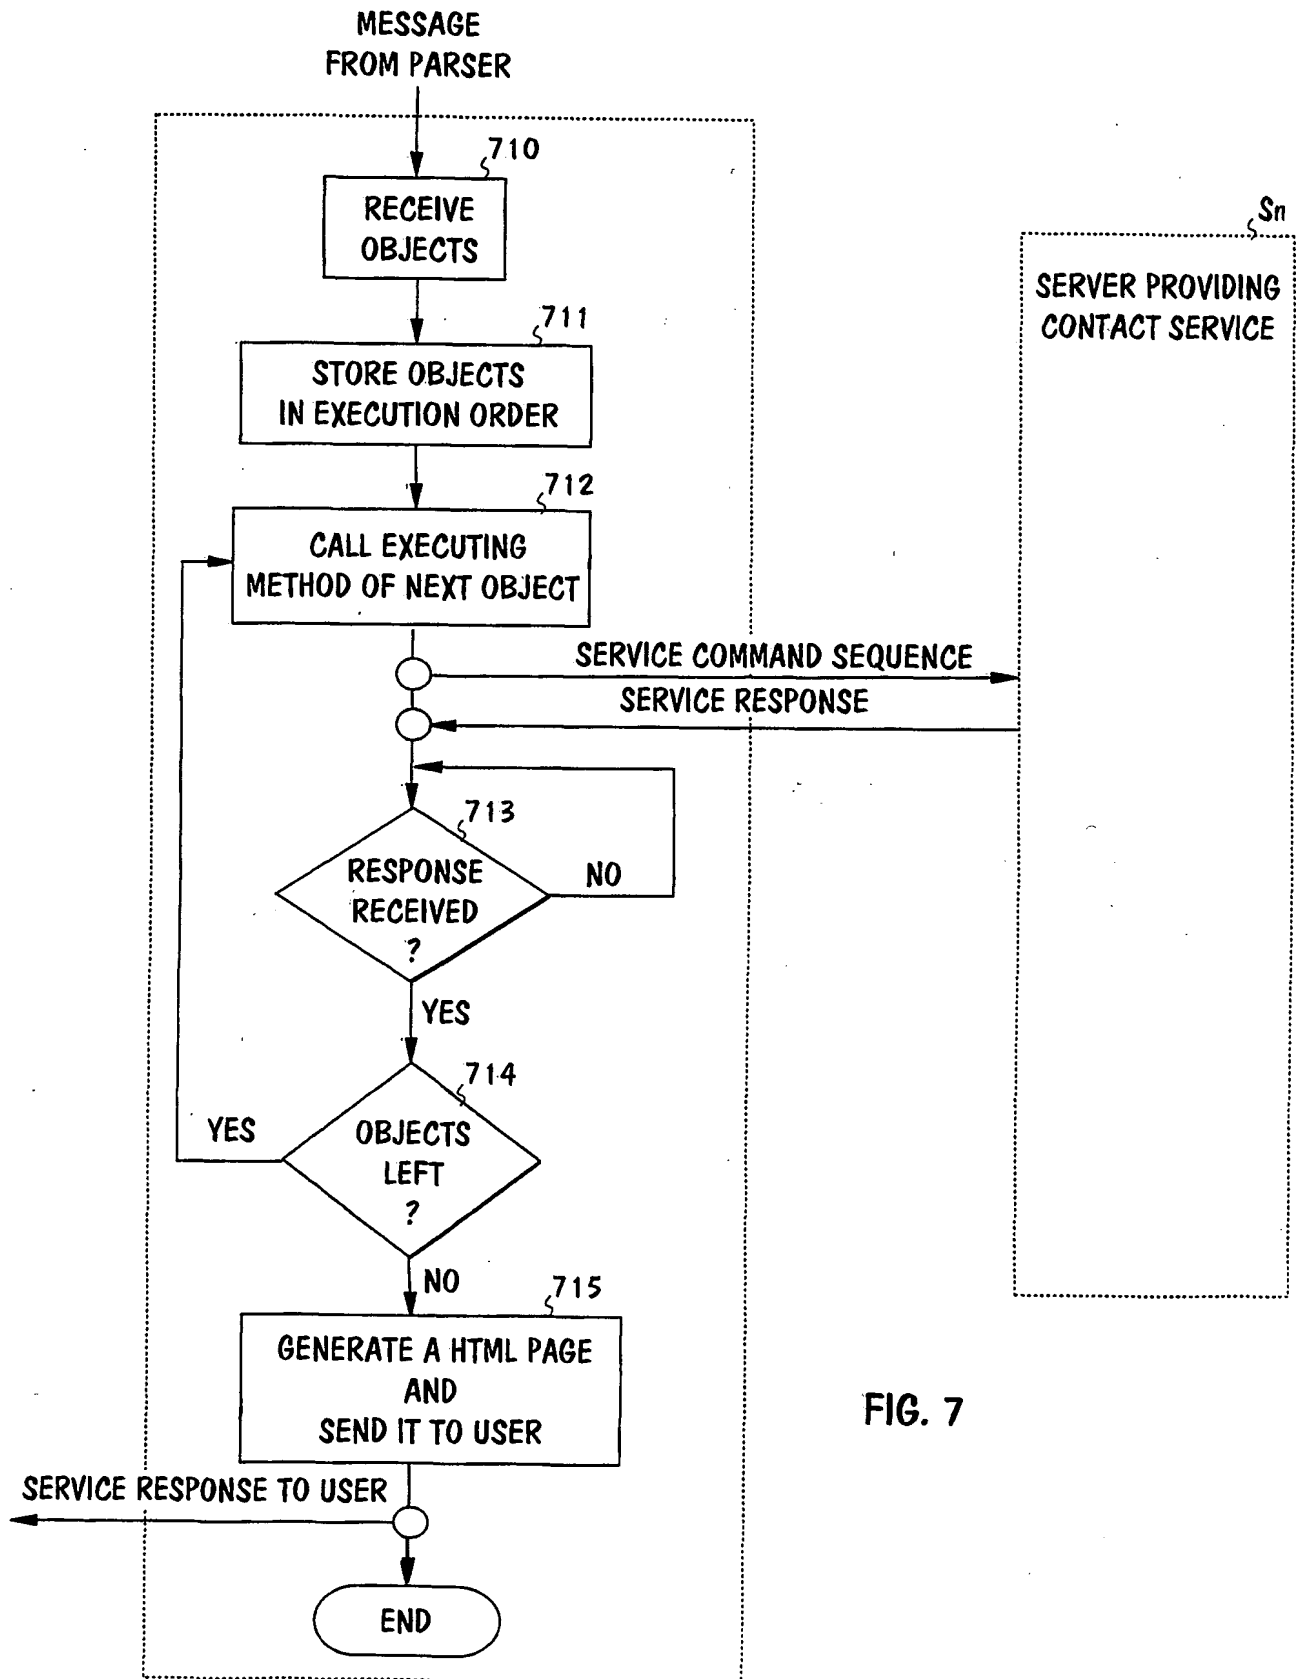 MESSAGE
FROM PARSER
710
RECEIVE
OBJECTS
Sn
SERVER PROVIDING
CONTACT SERVICE
711
STORE OBJECTS
IN EXECUTION ORDER
712
CALL EXECUTING
METHOD OF NEXT OBJECT
SERVICE COMMAND SEQUENCE
SERVICE RESPONSE
713
RESPONSE
RECEIVED
?
NO
YES
714
OBJECTS
LEFT
?
YES
NO
715
GENERATE A HTML PAGE
AND
SEND IT TO USER
FIG. 7
SERVICE RESPONSE TO USER
END